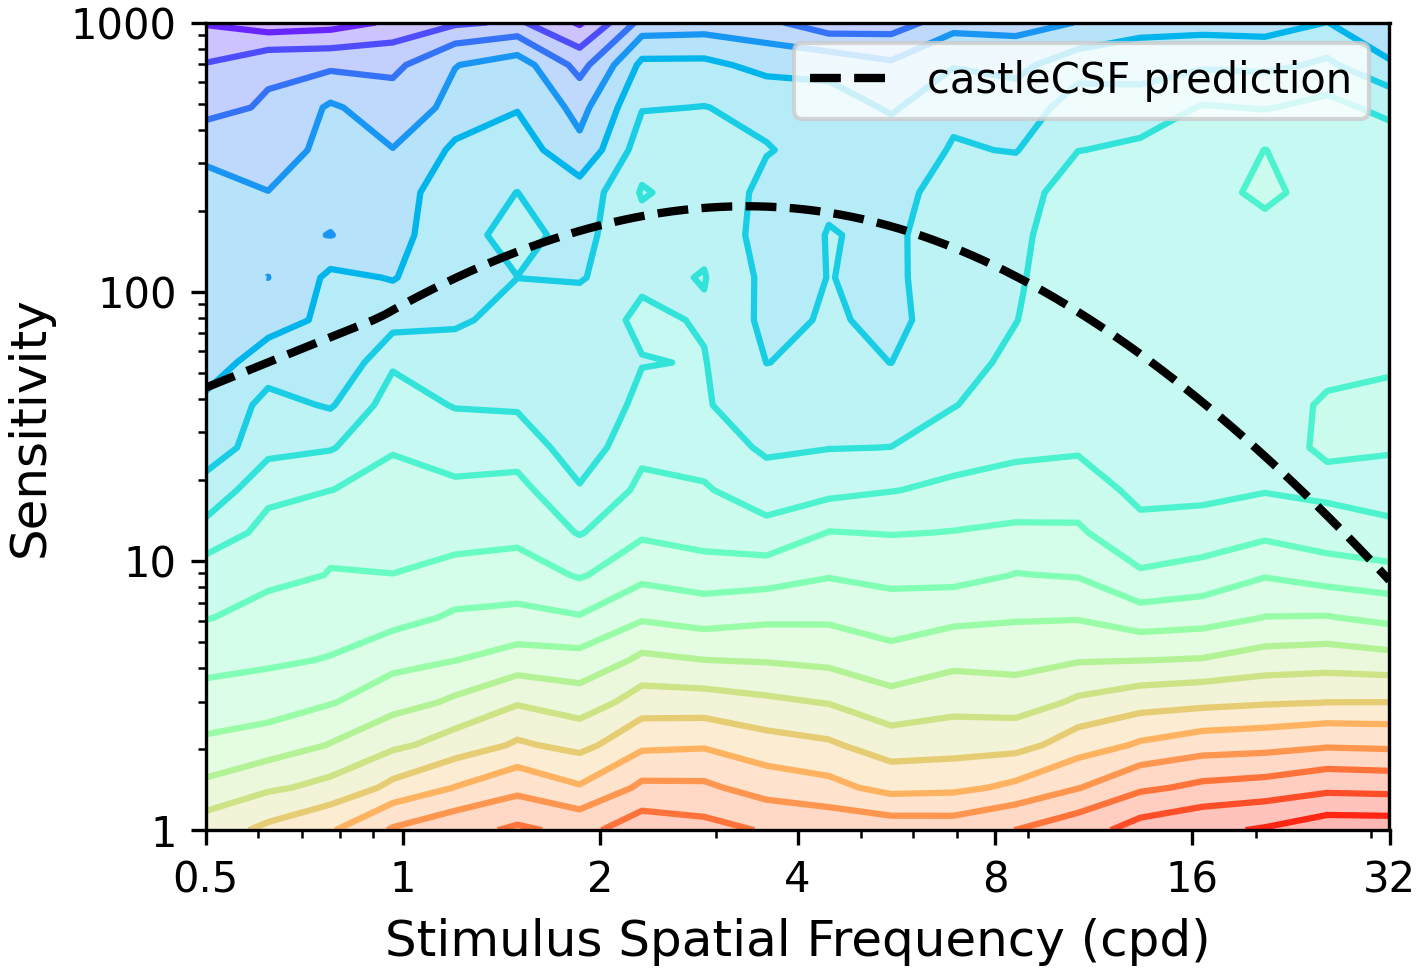 1000
100
10
1
Sensitivity
castleCSF prediction
0.5 1 2 4 8 16 32
Stimulus Spatial Frequency (cpd)